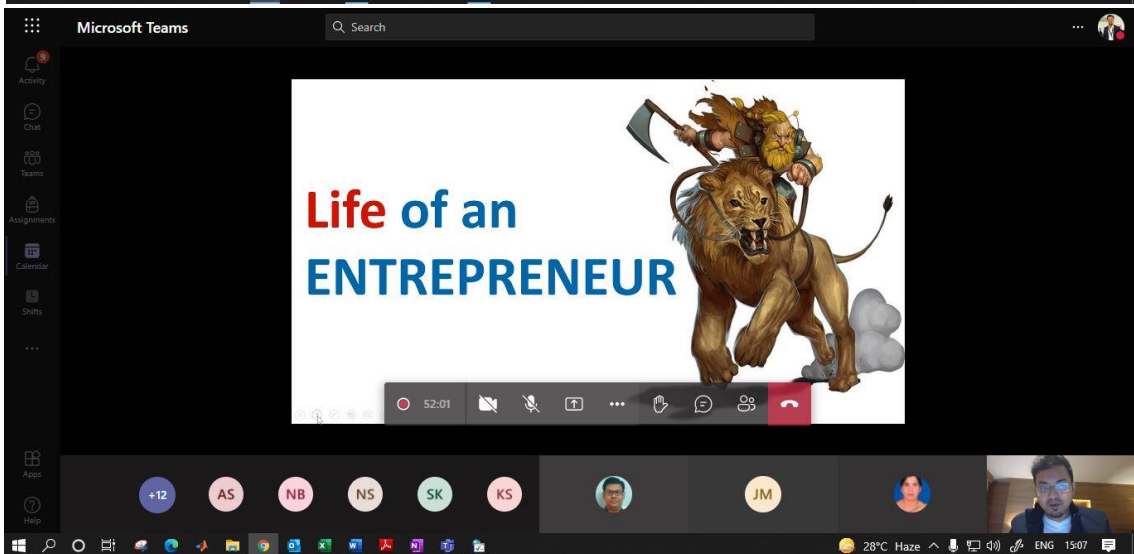 Microsoft Teams
Search
9
Activity
Chat
Teams
Assignments
Calendar
Shifts
Apps
Help
Life of an
ENTREPRENEUR
52:01
+12
AS
NB
NS
SK
KS
JM
28°C Haze
ENG
15:07